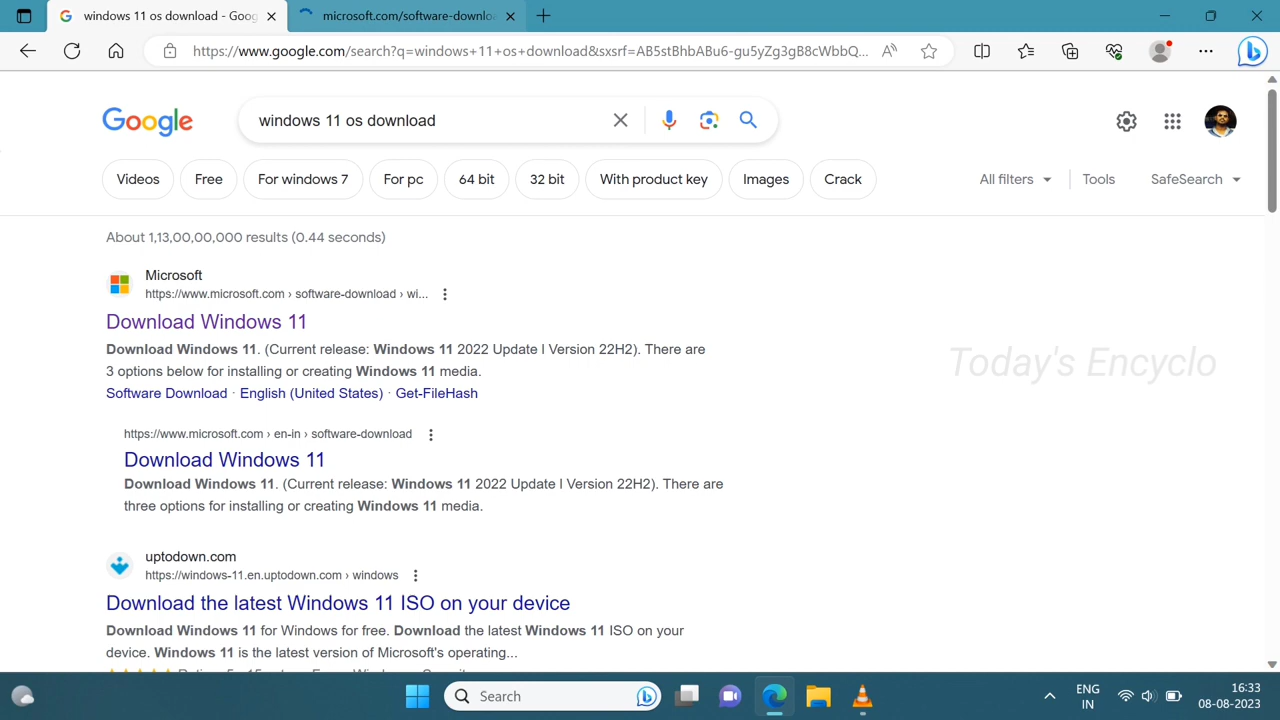 windows 11 os download - Goog
microsoft.com/software-downlo
https://www.google.com/search?q=windows+11+os+download&sxsrf=AB5stBhbABu6-gu5yZg3gB8cWbbQ...
Google
windows 11 os download
Videos
Free
For windows 7
For pc
64 bit
32 bit
With product key
Images
Crack
All filters
Tools
SafeSearch
About 1,13,00,00,000 results (0.44 seconds)
Microsoft
https://www.microsoft.com › software-download › wi...
Download Windows 11
Download Windows 11. (Current release: Windows 11 2022 Update l Version 22H2). There are
3 options below for installing or creating Windows 11 media.
Software Download · English (United States) · Get-FileHash
https://www.microsoft.com › en-in › software-download
Download Windows 11
Download Windows 11. (Current release: Windows 11 2022 Update l Version 22H2). There are
three options for installing or creating Windows 11 media.
Today's Encyclo
uptodown.com
https://windows-11.en.uptodown.com › windows
Download the latest Windows 11 ISO on your device
Download Windows 11 for Windows for free. Download the latest Windows 11 ISO on your
device. Windows 11 is the latest version of Microsoft's operating...
Search
ENG
IN
16:33
08-08-2023